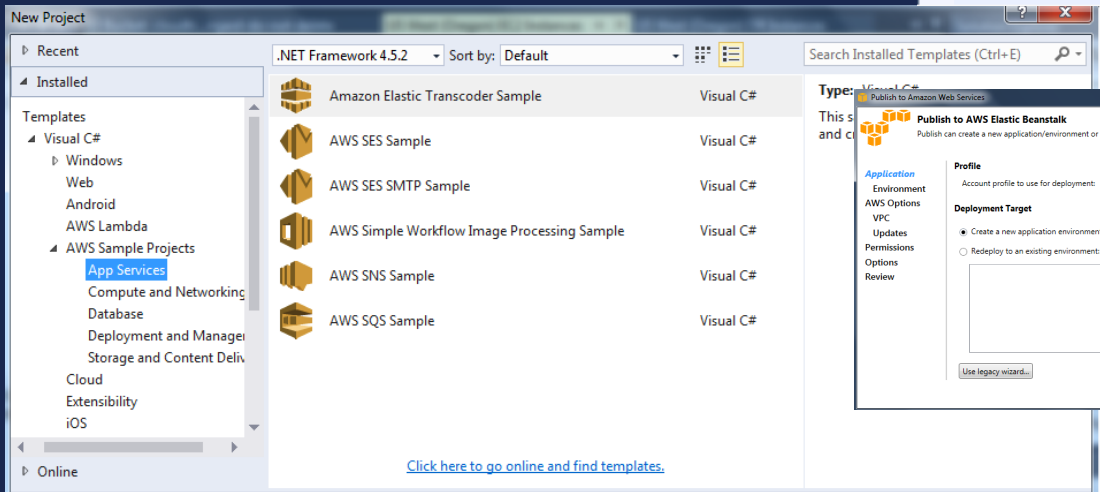 New Project
Recent
.NET Framework 4.5.2
Sort by:
Default
Search Installed Templates (Ctrl+E)
Installed
Templates
Visual C#
Windows
Web
Android
AWS Lambda
AWS Sample Projects
App Services
Compute and Networking
Database
Deployment and Manager
Storage and Content Deliv
Cloud
Extensibility
iOS
Online
Amazon Elastic Transcoder Sample Visual C#
AWS SES Sample Visual C#
AWS SES SMTP Sample Visual C#
AWS Simple Workflow Image Processing Sample Visual C#
AWS SNS Sample Visual C#
AWS SQS Sample Visual C#
Click here to go online and find templates.
Type:
This s
and cr
Publish to Amazon Web Services
Publish to AWS Elastic Beanstalk
Publish can create a new application/environment or
Application
Environment
AWS Options
VPC
Updates
Permissions
Options
Review
Profile
Account profile to use for deployment:
Deployment Target
Create a new application environment
Redeploy to an existing environment:
Use legacy wizard...